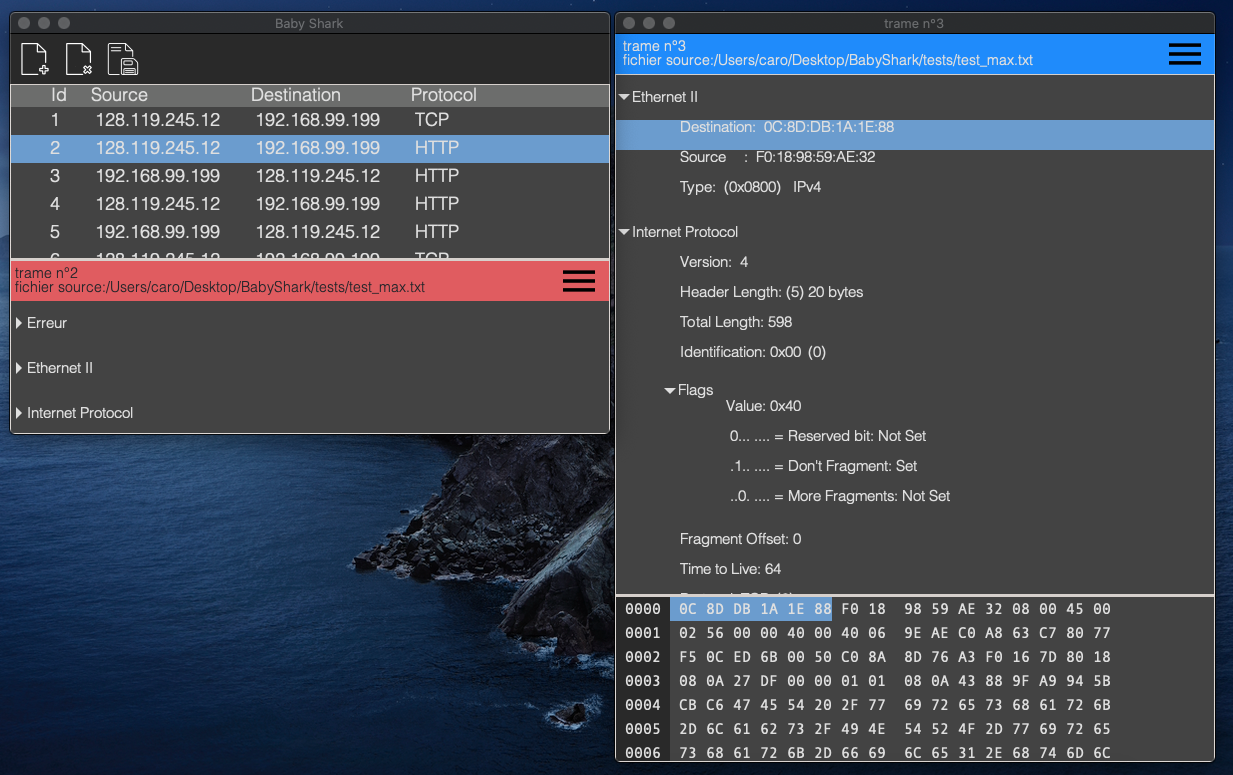 Baby Shark
Id Source Destination Protocol
1 128.119.245.12 192.168.99.199 TCP
2 128.119.245.12 192.168.99.199 HTTP
3 192.168.99.199 128.119.245.12 HTTP
4 128.119.245.12 192.168.99.199 HTTP
5 192.168.99.199 128.119.245.12 HTTP
6 128.119.245.12 192.168.99.199 TCP
trame n°2
fichier source:/Users/caro/Desktop/BabyShark/tests/test_max.txt
Erreur
Ethernet II
Internet Protocol
trame n°3
trame n°3
fichier source:/Users/caro/Desktop/BabyShark/tests/test_max.txt
Ethernet II
Destination: 0C:8D:DB:1A:1E:88
Source : F0:18:98:59:AE:32
Type: (0x0800) IPv4
Internet Protocol
Version: 4
Header Length: (5) 20 bytes
Total Length: 598
Identification: 0x00 (0)
Flags
Value: 0x40
0... .... = Reserved bit: Not Set
.1.. .... = Don't Fragment: Set
..0. .... = More Fragments: Not Set
Fragment Offset: 0
Time to Live: 64
0000 0C 8D DB 1A 1E 88 F0 18 98 59 AE 32 08 00 45 00
0001 02 56 00 00 40 00 40 06 9E AE C0 A8 63 C7 80 77
0002 F5 0C ED 6B 00 50 C0 8A 8D 76 A3 F0 16 7D 80 18
0003 08 0A 27 DF 00 00 01 01 08 0A 43 88 9F A9 94 5B
0004 CB C6 47 45 54 20 2F 77 69 72 65 73 68 61 72 6B
0005 2D 6C 61 62 73 2F 49 4E 54 52 4F 2D 77 69 72 65
0006 73 68 61 72 6B 2D 66 69 6C 65 31 2E 68 74 6D 6C